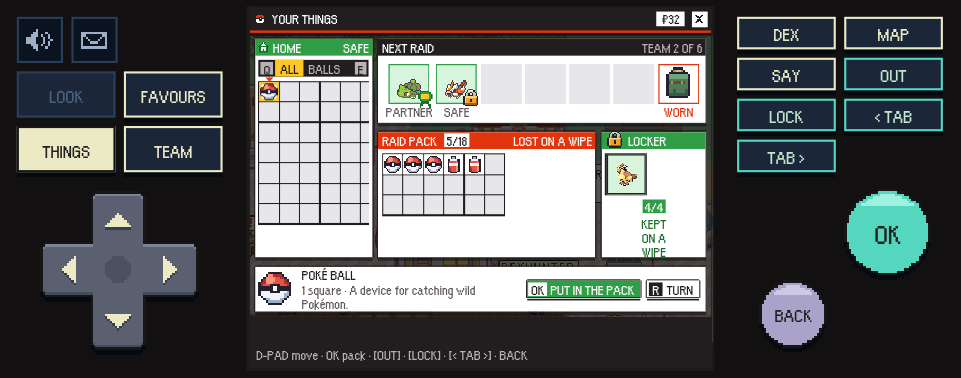 YOUR THINGS
₽32 X
HOME SAFE
Q ALL BALLS E
NEXT RAID TEAM 2 OF 6
PARTNER SAFE WORN
RAID PACK 5/18 LOST ON A WIPE
LOCKER
4/4
KEPT
ON A
WIPE
POKÉ BALL
1 square · A device for catching wild
Pokémon.
OK PUT IN THE PACK
R TURN
D-PAD move · OK pack · [OUT] · [LOCK] · [< TAB >] · BACK
LOOK
FAVOURS
THINGS
TEAM
DEX
MAP
SAY
OUT
LOCK
< TAB
TAB >
OK
BACK